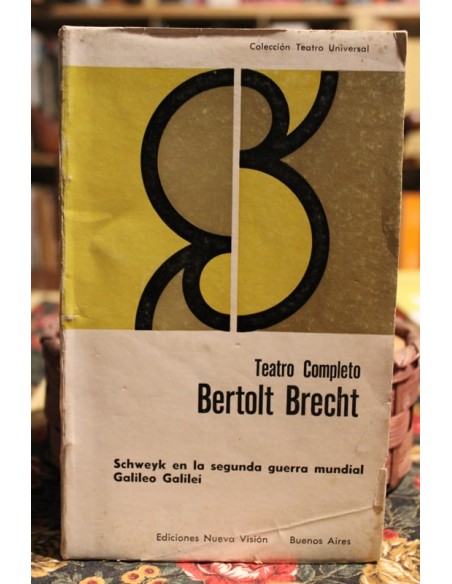 Colección Teatro Universal
Teatro Completo
Bertolt Brecht
Schweyk en la segunda guerra mundial
Galileo Galilei
Ediciones Nueva Visión Buenos Aires